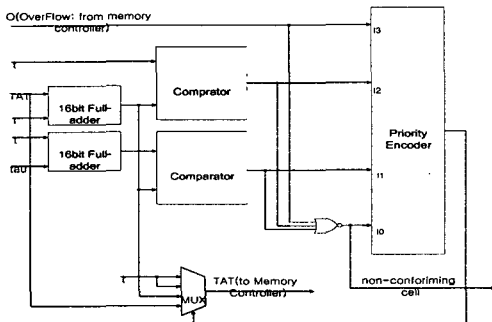 O(OverFlow: from memory
controller)
I3
τ
Comprator
I2
TAT
16bit Full-
adder
τ
τ
16bit Full-
adder
tau
Comparator
Priority
Encoder
I1
I0
τ
MUX
TAT(to Memory
Controller)
non-conforiming
cell